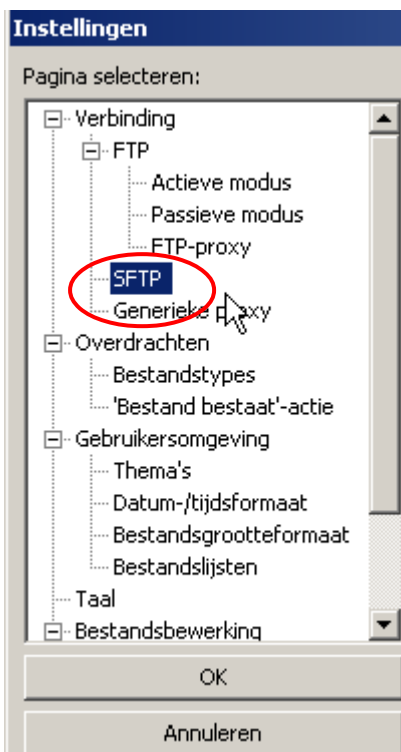 Instellingen
Pagina selecteren:
Verbinding
FTP
Actieve modus
Passieve modus
FTP-proxy
SFTP
Generieke proxy
Overdrachten
Bestandstypes
'Bestand bestaat'-actie
Gebruikersomgeving
Thema's
Datum-/tijdsformaat
Bestandsgrootteformaat
Bestandslijsten
Taal
Bestandsbewerking
OK
Annuleren